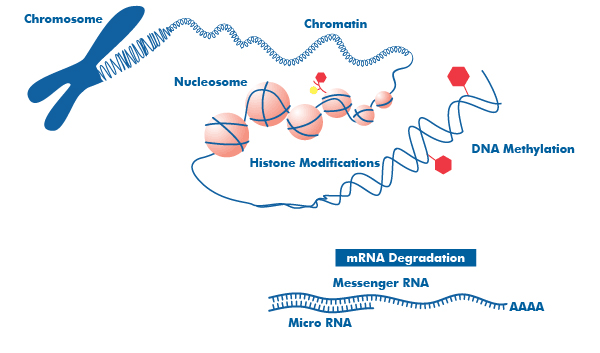 Chromosome
Chromatin
Nucleosome
Histone Modifications
DNA Methylation
mRNA Degradation
Messenger RNA
AAAA
Micro RNA